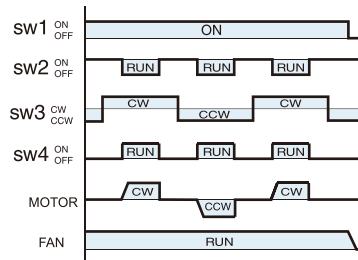 sw1 ON OFF ON
sw2 ON OFF RUN RUN RUN
sw3 CW CCW CW CCW CW
sw4 ON OFF RUN RUN RUN
MOTOR CW CCW CW
FAN RUN